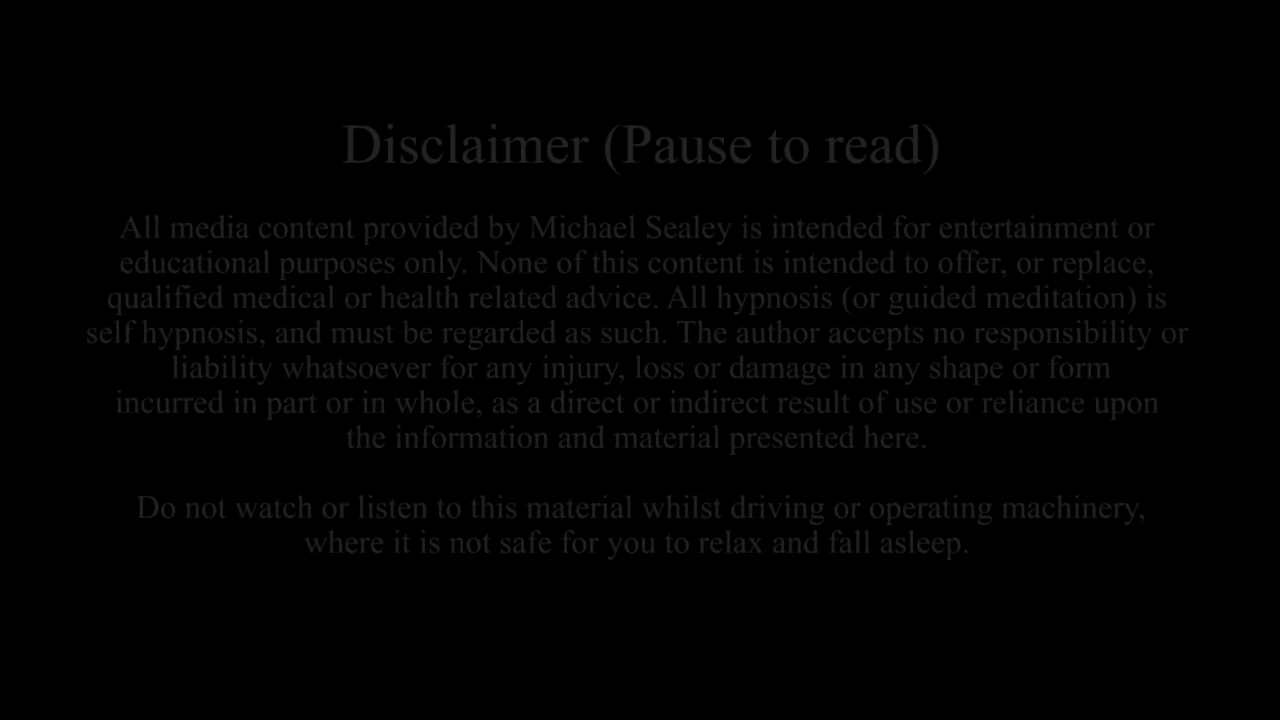 Disclaimer (Pause to read)
All media content provided by Michael Sealey is intended for entertainment or
educational purposes only. None of this content is intended to offer, or replace,
qualified medical or health related advice. All hypnosis (or guided meditation) is
self hypnosis, and must be regarded as such. The author accepts no responsibility or
liability whatsoever for any injury, loss or damage in any shape or form
incurred in part or in whole, as a direct or indirect result of use or reliance upon
the information and material presented here.
Do not watch or listen to this material whilst driving or operating machinery,
where it is not safe for you to relax and fall asleep.